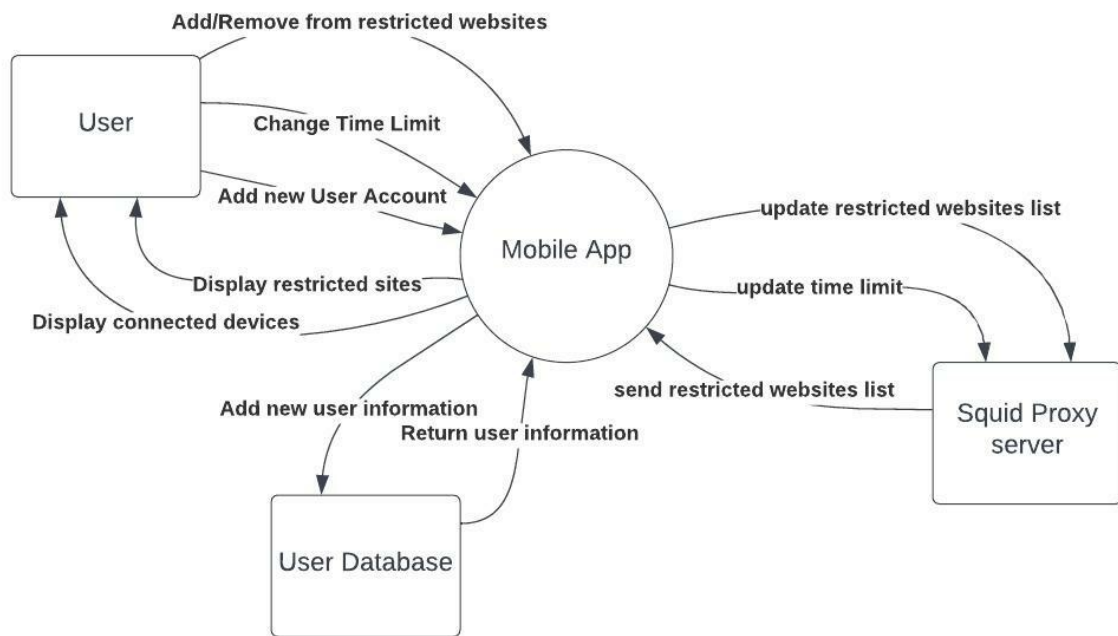 Add/Remove from restricted websites
User
Change Time Limit
Add new User Account
Mobile App
update restricted websites list
Display restricted sites
update time limit
Display connected devices
send restricted websites list
Add new user information
Return user information
Squid Proxy
server
User Database